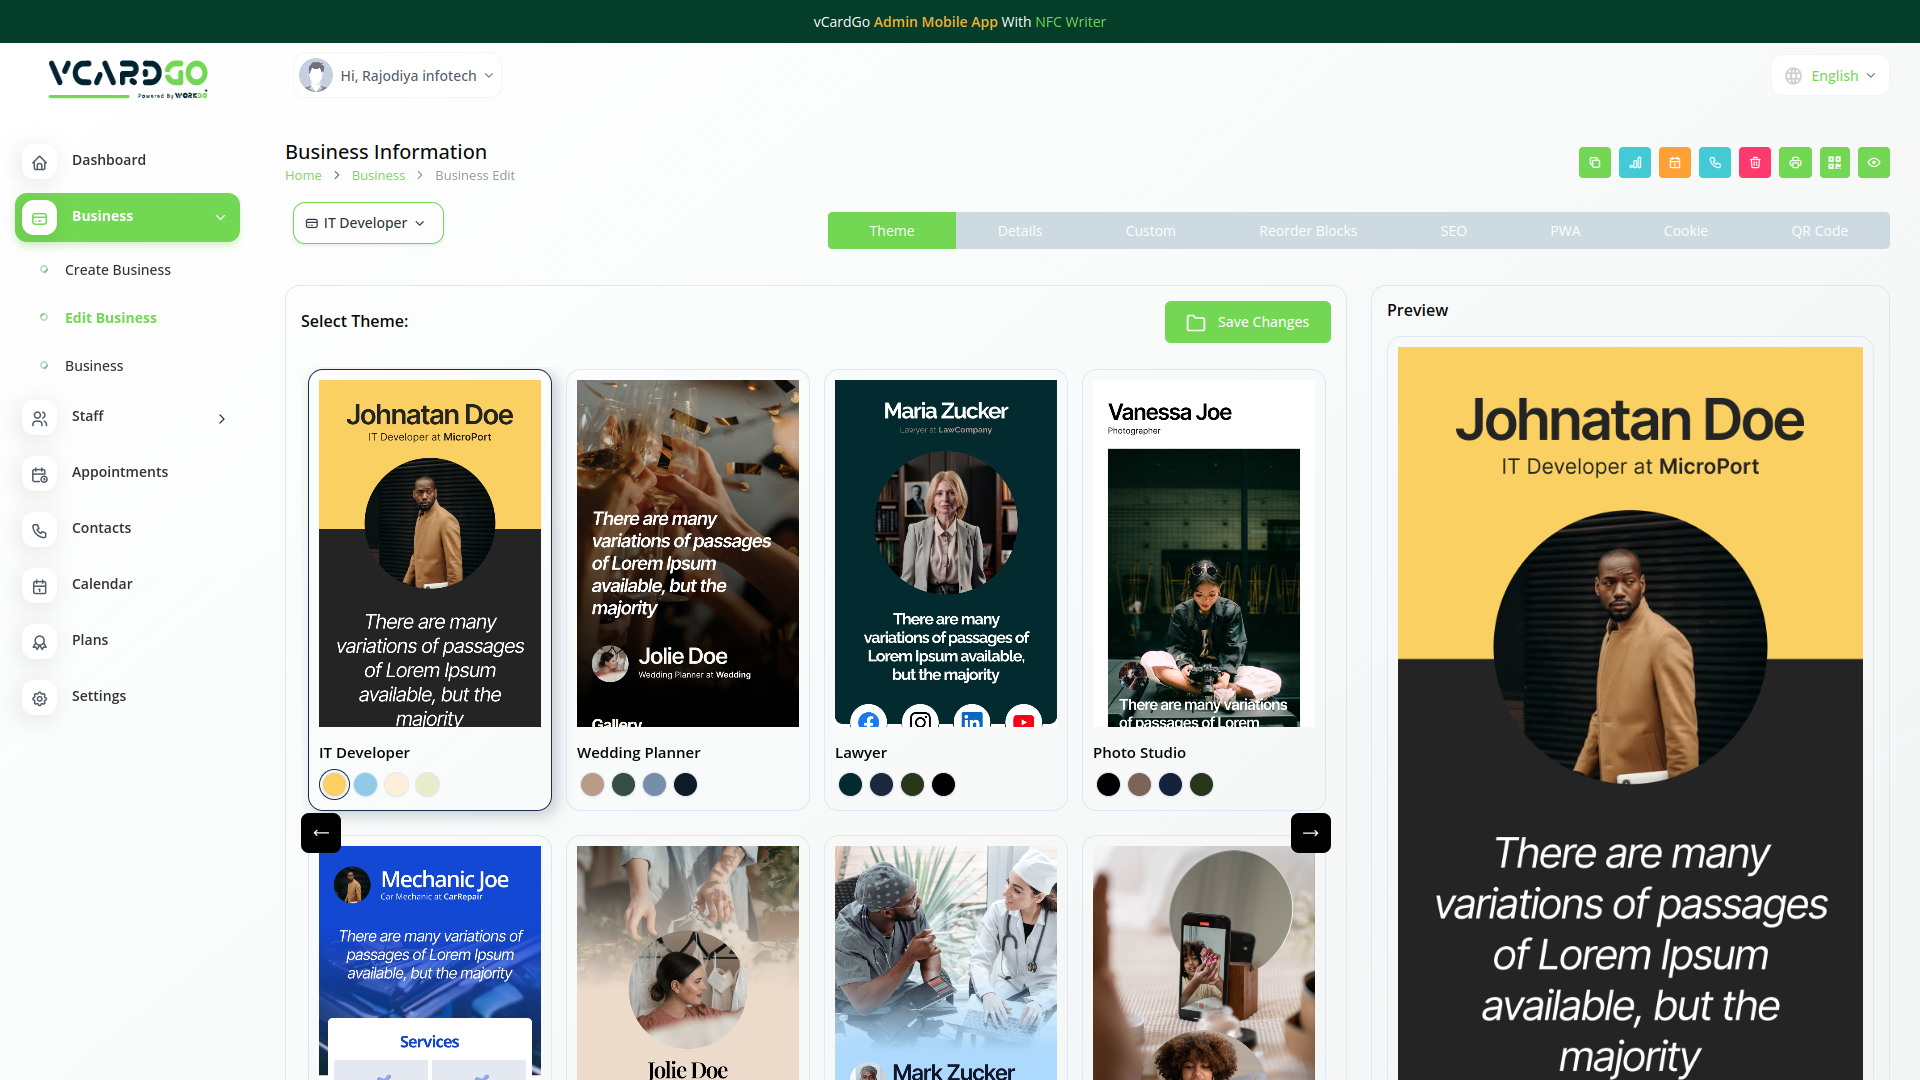 vCardGo Admin Mobile App With NFC Writer
VCARDGO
Powered By WORKDO
Hi, Rajodiya infotech
English
Dashboard
Business
Create Business
Edit Business
Business
Staff
Appointments
Contacts
Calendar
Plans
Settings
Business Information
Home > Business > Business Edit
IT Developer
Theme
Details
Custom
Reorder Blocks
SEO
PWA
Cookie
QR Code
Select Theme:
Save Changes
Johnatan Doe
IT Developer at MicroPort
There are many
variations of passages
of Lorem Ipsum
available, but the
majority
IT Developer
There are many
variations of passages
of Lorem Ipsum
available, but the
majority
Jolie Doe
Wedding Planner at Wedding
Gallery
Wedding Planner
Maria Zucker
Lawyer at LawCompany
There are many
variations of passages of
Lorem Ipsum available,
but the majority
Lawyer
Vanessa Joe
Photographer
There are many variations
of passages of Lorem
Photo Studio
Mechanic Joe
Car Mechanic at CarRepair
There are many variations of
passages of Lorem Ipsum
available, but the majority
Services
Jolie Doe
Mark Zucker
Preview
Johnatan Doe
IT Developer at MicroPort
There are many
variations of passages
of Lorem Ipsum
available, but the
majority